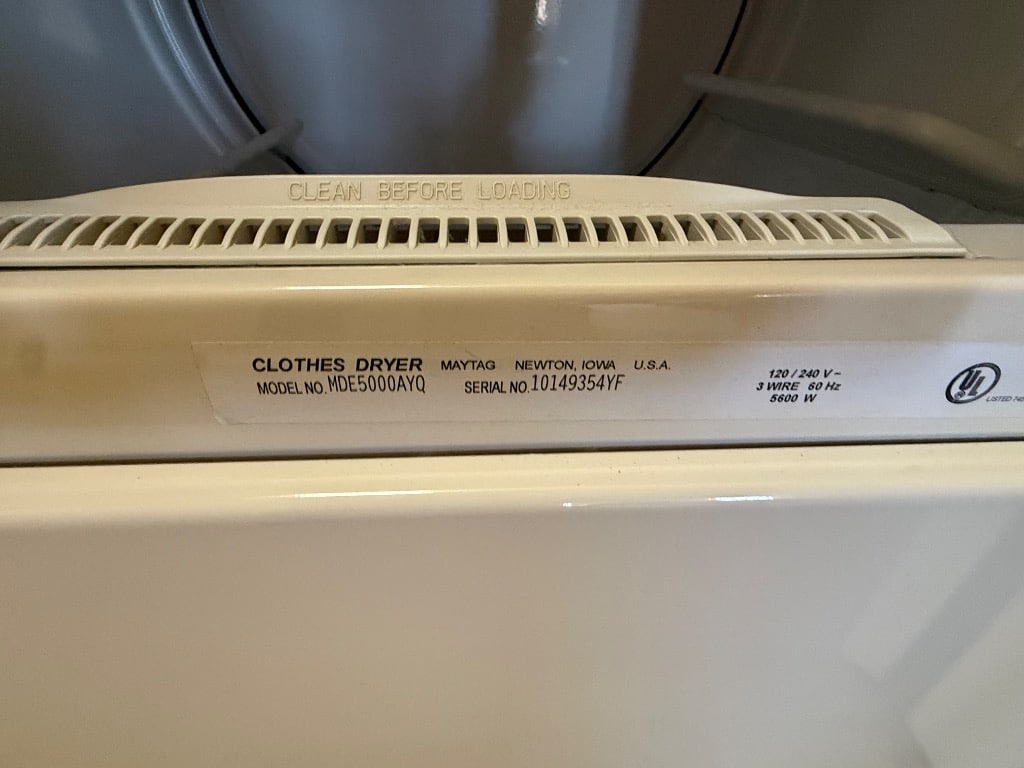 CLEAN BEFORE LOADING
CLOTHES DRYER MAYTAG NEWTON, IOWA U.S.A.
MODEL NO. MDE5000AYQ SERIAL NO. 10149354YF
120 / 240 V ~
3 WIRE 60 Hz
5600 W
UL
LISTED